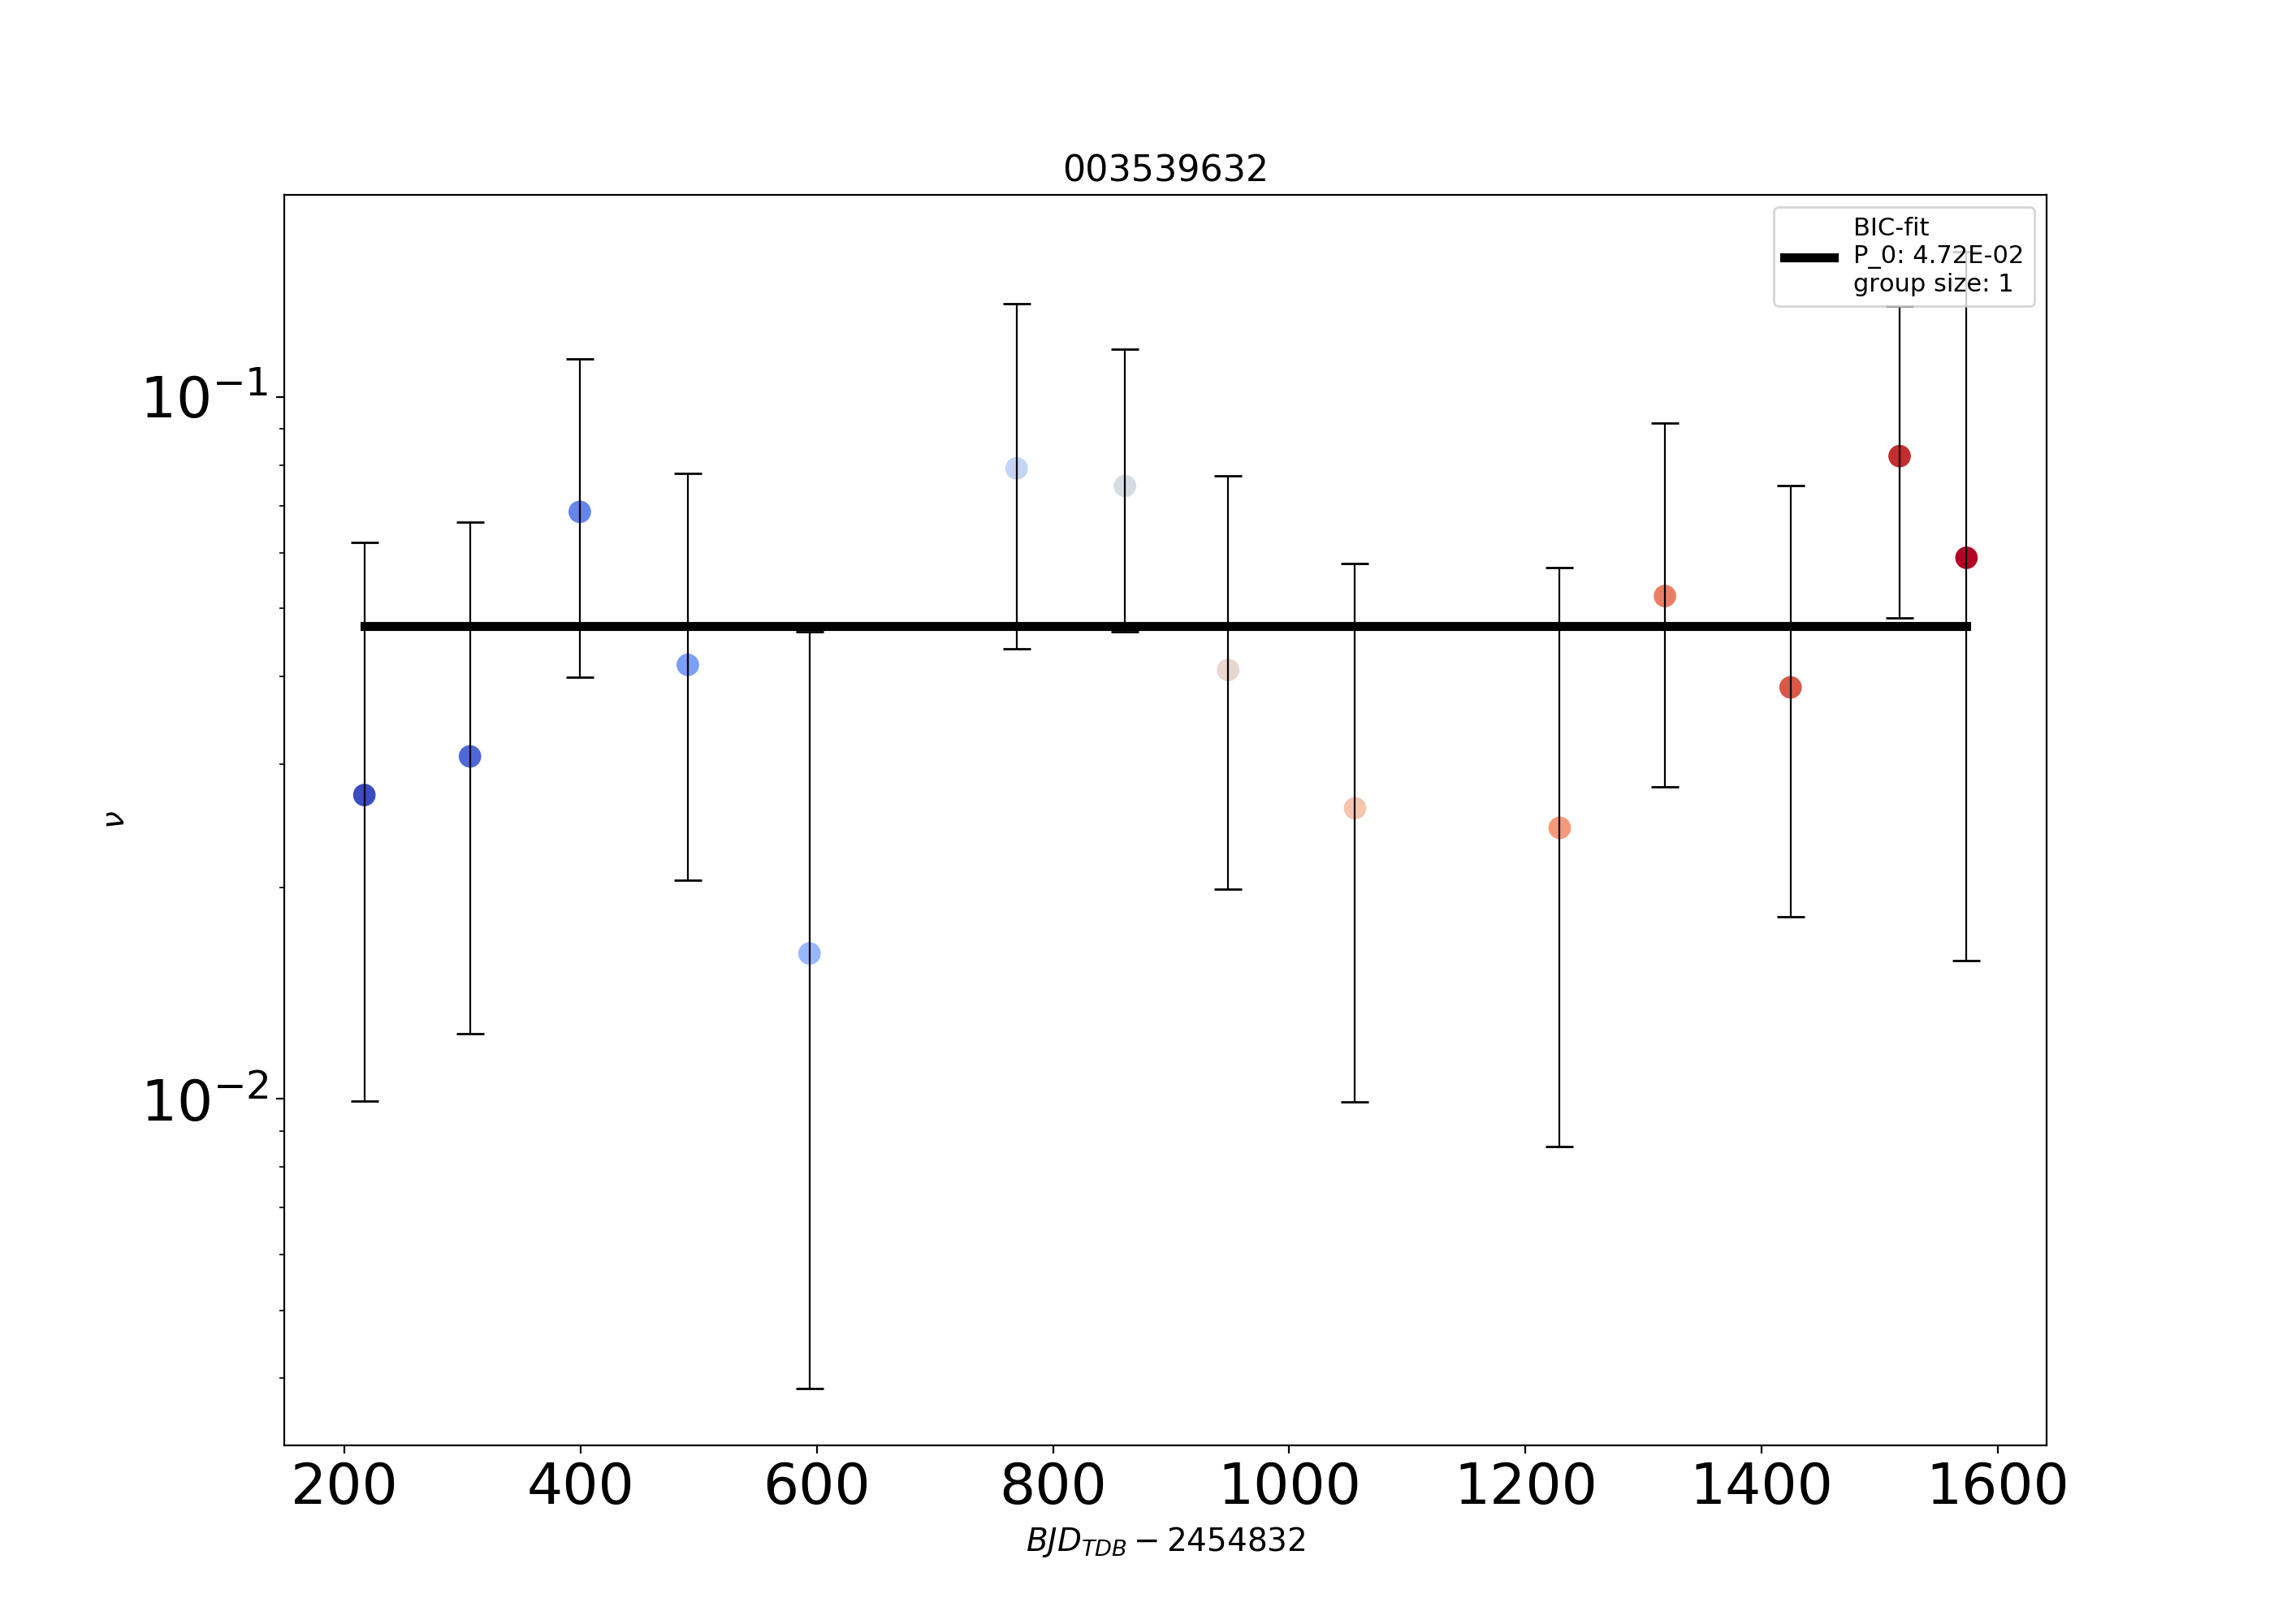 003539632
BIC-fit
P_0: 4.72E-02
group size: 1
10⁻¹
10⁻²
ν
200 400 600 800 1000 1200 1400 1600
BJD_{TDB} − 2454832